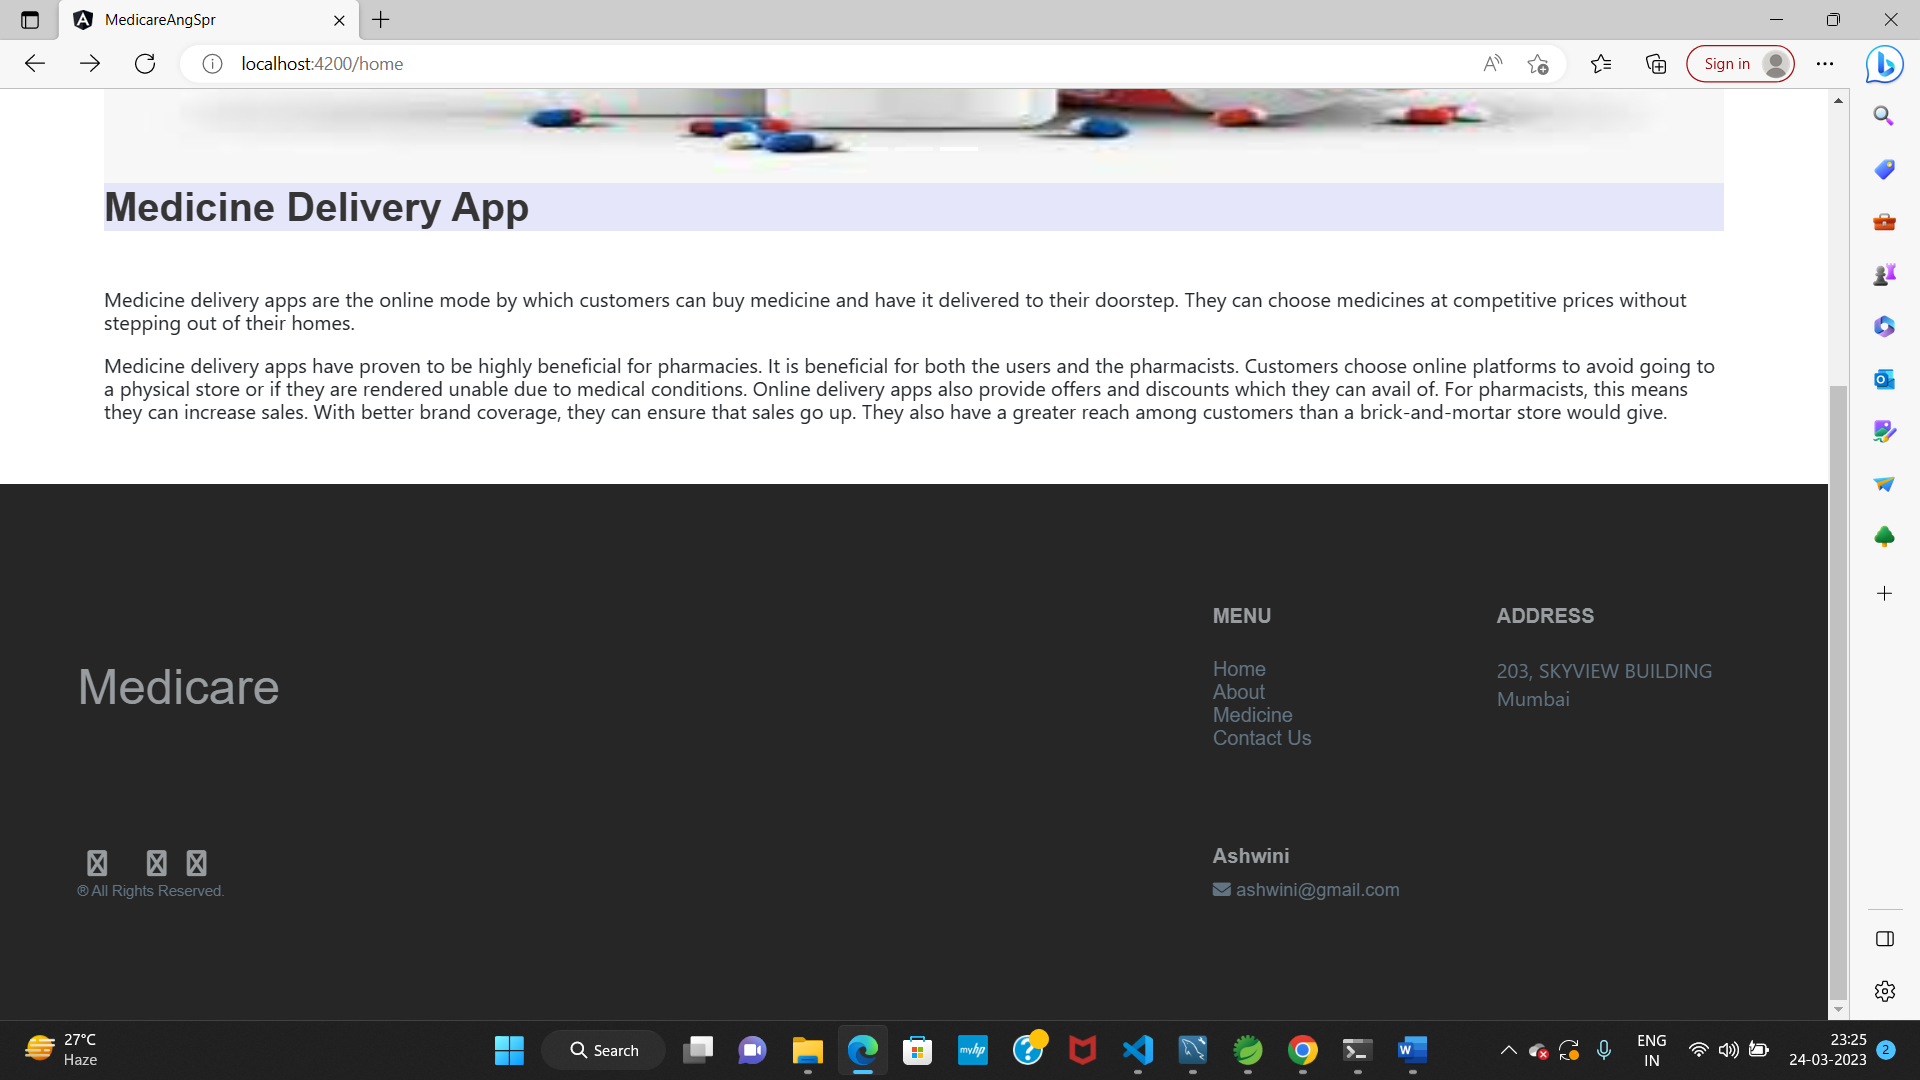 MedicareAngSpr
localhost:4200/home
Sign in
Medicine Delivery App
Medicine delivery apps are the online mode by which customers can buy medicine and have it delivered to their doorstep. They can choose medicines at competitive prices without
stepping out of their homes.
Medicine delivery apps have proven to be highly beneficial for pharmacies. It is beneficial for both the users and the pharmacists. Customers choose online platforms to avoid going to
a physical store or if they are rendered unable due to medical conditions. Online delivery apps also provide offers and discounts which they can avail of. For pharmacists, this means
they can increase sales. With better brand coverage, they can ensure that sales go up. They also have a greater reach among customers than a brick-and-mortar store would give.
Medicare
MENU
Home
About
Medicine
Contact Us
ADDRESS
203, SKYVIEW BUILDING
Mumbai
® All Rights Reserved.
Ashwini
ashwini@gmail.com
27°C
Haze
Search
myhp
ENG
IN
23:25
24-03-2023
2